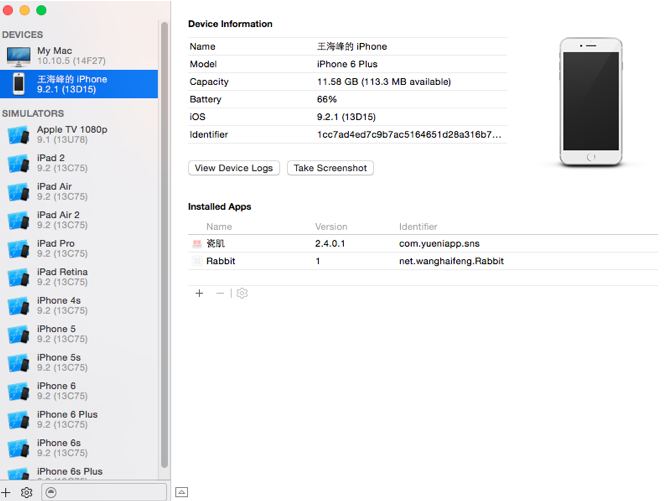 DEVICES
My Mac
10.10.5 (14F27)
王海峰的 iPhone
9.2.1 (13D15)
SIMULATORS
Apple TV 1080p
9.1 (13U78)
iPad 2
9.2 (13C75)
iPad Air
9.2 (13C75)
iPad Air 2
9.2 (13C75)
iPad Pro
9.2 (13C75)
iPad Retina
9.2 (13C75)
iPhone 4s
9.2 (13C75)
iPhone 5
9.2 (13C75)
iPhone 5s
9.2 (13C75)
iPhone 6
9.2 (13C75)
iPhone 6 Plus
9.2 (13C75)
iPhone 6s
9.2 (13C75)
iPhone 6s Plus
Device Information
Name 王海峰的 iPhone
Model iPhone 6 Plus
Capacity 11.58 GB (113.3 MB available)
Battery 66%
iOS 9.2.1 (13D15)
Identifier 1cc7ad4ed7c9b7ac5164651d28a316b7...
View Device Logs Take Screenshot
Installed Apps
Name Version Identifier
瓷肌 2.4.0.1 com.yueniapp.sns
Rabbit 1 net.wanghaifeng.Rabbit